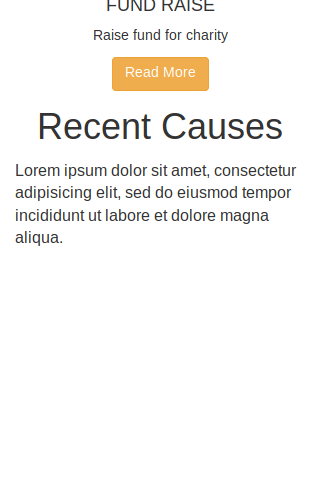 FUND RAISE
Raise fund for charity
Read More
Recent Causes
Lorem ipsum dolor sit amet, consectetur
adipisicing elit, sed do eiusmod tempor
incididunt ut labore et dolore magna
aliqua.